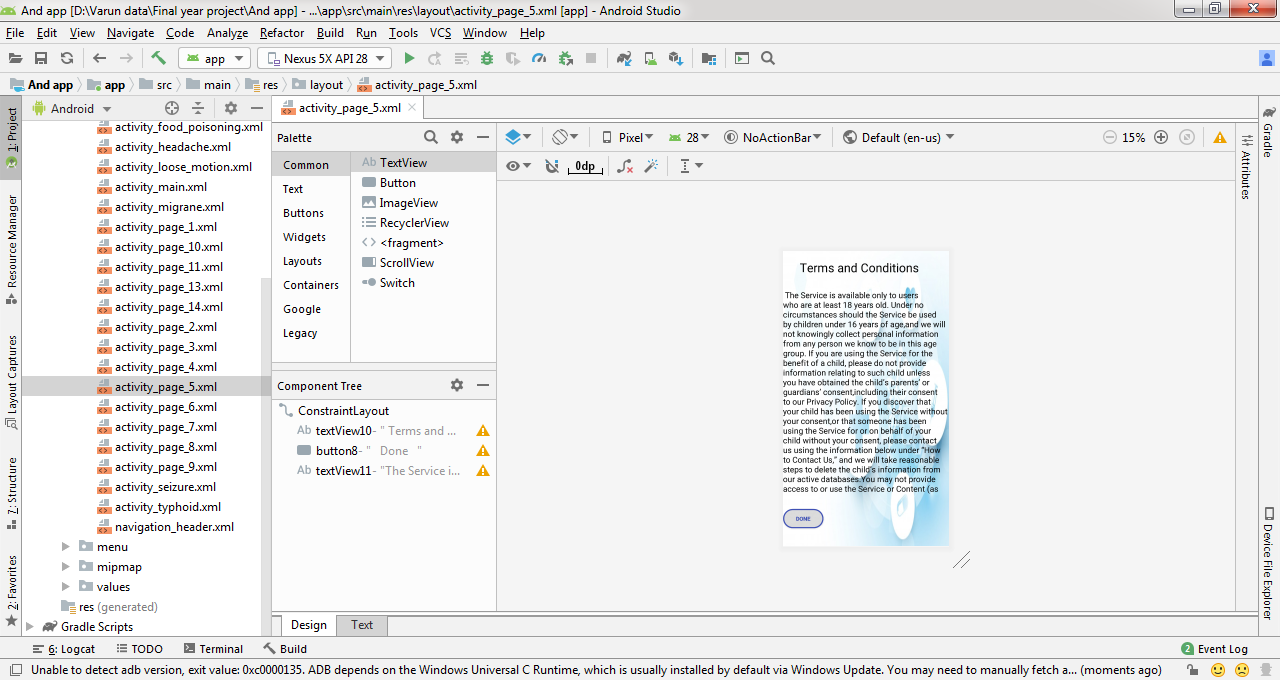 And app [D:\Varun data\Final year project\And app] - ...\app\src\main\res\layout\activity_page_5.xml [app] - Android Studio
File Edit View Navigate Code Analyze Refactor Build Run Tools VCS Window Help
app Nexus 5X API 28
And app app src main res layout activity_page_5.xml
1: Project
Resource Manager
Layout Captures
7: Structure
2: Favorites
Android
activity_food_poisoning.xml
activity_headache.xml
activity_loose_motion.xml
activity_main.xml
activity_migrane.xml
activity_page_1.xml
activity_page_10.xml
activity_page_11.xml
activity_page_13.xml
activity_page_14.xml
activity_page_2.xml
activity_page_3.xml
activity_page_4.xml
activity_page_5.xml
activity_page_6.xml
activity_page_7.xml
activity_page_8.xml
activity_page_9.xml
activity_seizure.xml
activity_typhoid.xml
navigation_header.xml
menu
mipmap
values
res (generated)
Gradle Scripts
activity_page_5.xml
Palette
Common
Text
Buttons
Widgets
Layouts
Containers
Google
Legacy
Ab TextView
Button
ImageView
RecyclerView
<fragment>
ScrollView
Switch
Component Tree
ConstraintLayout
Ab textView10- " Terms and ...
button8- " Done "
Ab textView11- "The Service i...
Pixel 28 NoActionBar Default (en-us) 15%
0dp
Terms and Conditions
The Service is available only to users
who are at least 18 years old. Under no
circumstances should the Service be used
by children under 16 years of age,and we will
not knowingly collect personal information
from any person we know to be in this age
group. If you are using the Service for the
benefit of a child, please do not provide
information relating to such child unless
you have obtained the child's parents' or
guardians' consent,including their consent
to our Privacy Policy. If you discover that
your child has been using the Service without
your consent,or that someone has been
using the Service for or on behalf of your
child without your consent, please contact
us using the information below under "How
to Contact Us," and we will take reasonable
steps to delete the child's information from
our active databases.You may not provide
access to or use the Service or Content (as
DONE
Design Text
Gradle
Attributes
Device File Explorer
6: Logcat TODO Terminal Build 2 Event Log
Unable to detect adb version, exit value: 0xc0000135. ADB depends on the Windows Universal C Runtime, which is usually installed by default via Windows Update. You may need to manually fetch a... (moments ago)